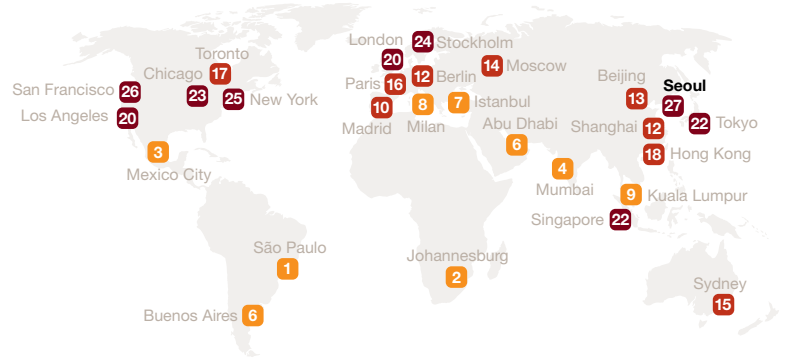 London
24
Stockholm
20
Toronto
17
Chicago
23
San Francisco
26
25
New York
Los Angeles
20
Paris
16
12
Berlin
14
Moscow
10
Madrid
8
Milan
7
Istanbul
Beijing
13
Seoul
27
Abu Dhabi
6
Shanghai
12
22
Tokyo
18
Hong Kong
3
Mexico City
4
Mumbai
9
Kuala Lumpur
Singapore
22
São Paulo
1
Johannesburg
2
Sydney
15
Buenos Aires
6